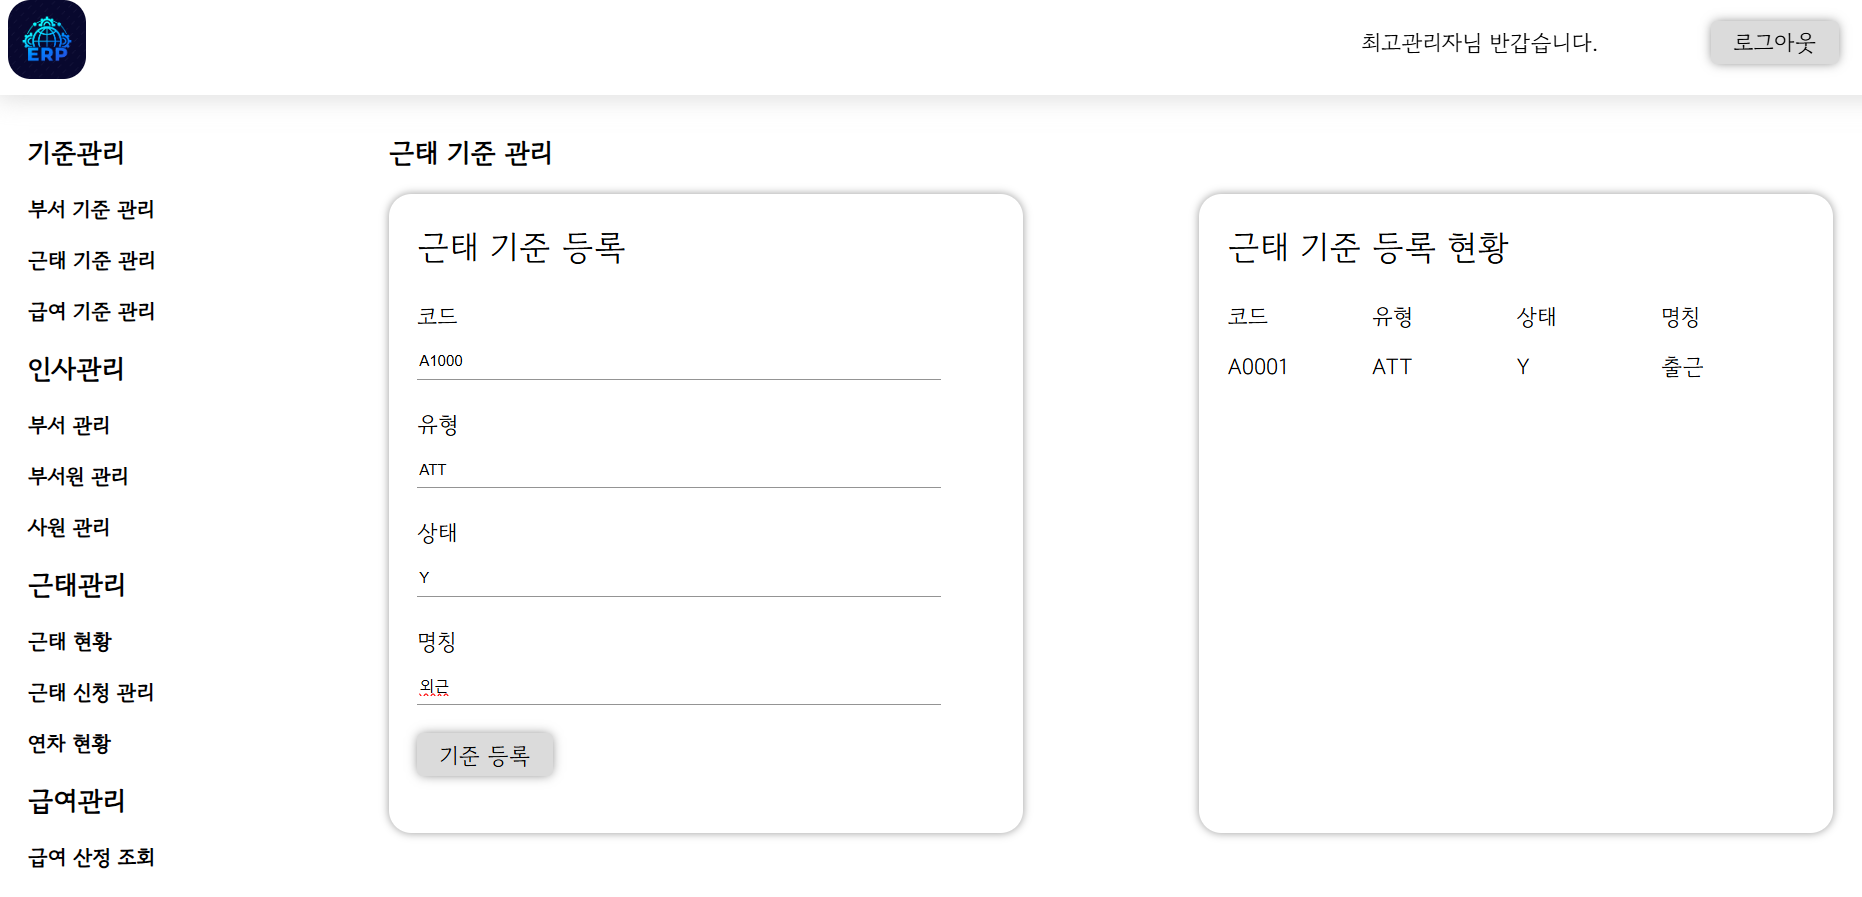 ERP
최고관리자님 반갑습니다.
로그아웃
기준관리
부서 기준 관리
근태 기준 관리
급여 기준 관리
인사관리
부서 관리
부서원 관리
사원 관리
근태관리
근태 현황
근태 신청 관리
연차 현황
급여관리
급여 산정 조회
근태 기준 관리
근태 기준 등록
코드
A1000
유형
ATT
상태
Y
명칭
외근
기준 등록
근태 기준 등록 현황
코드 유형 상태 명칭
A0001 ATT Y 출근